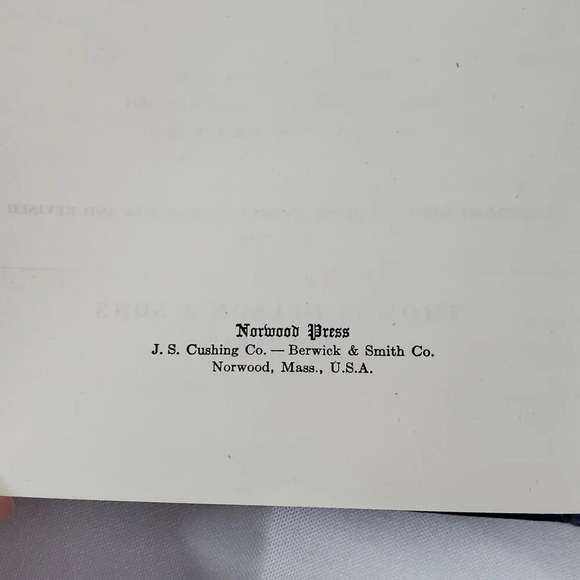 Norwood Press
J. S. Cushing Co. — Berwick & Smith Co.
Norwood, Mass., U.S.A.